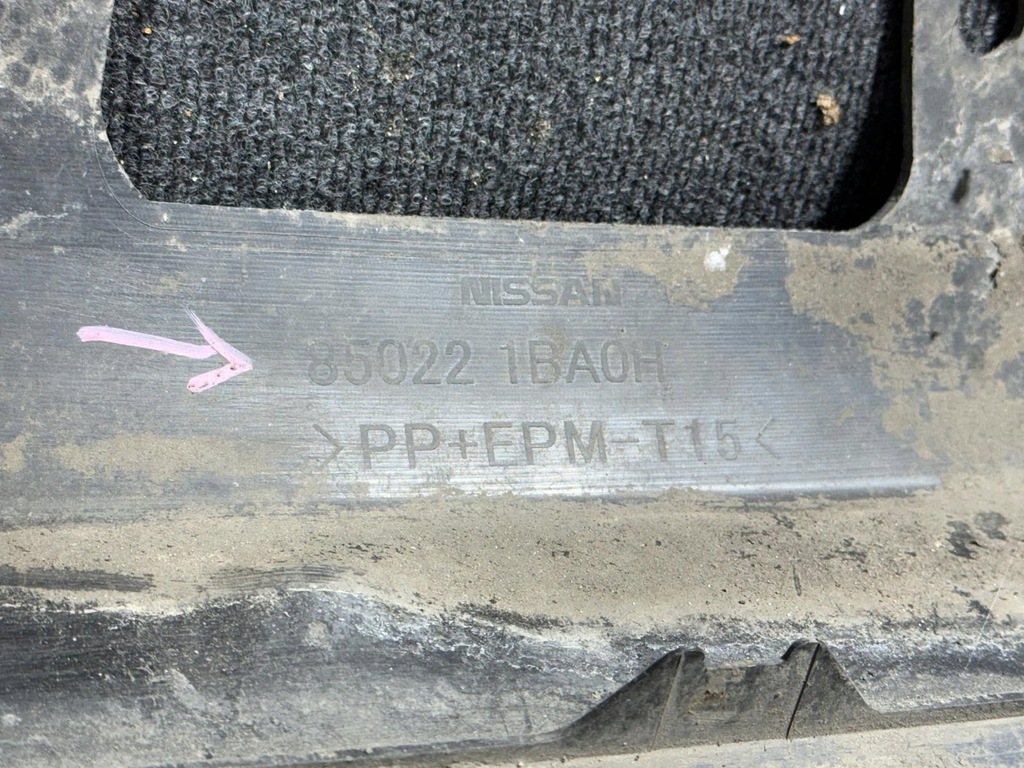 NISSAN
85022 1BA0H
>PP+EPM-T15<